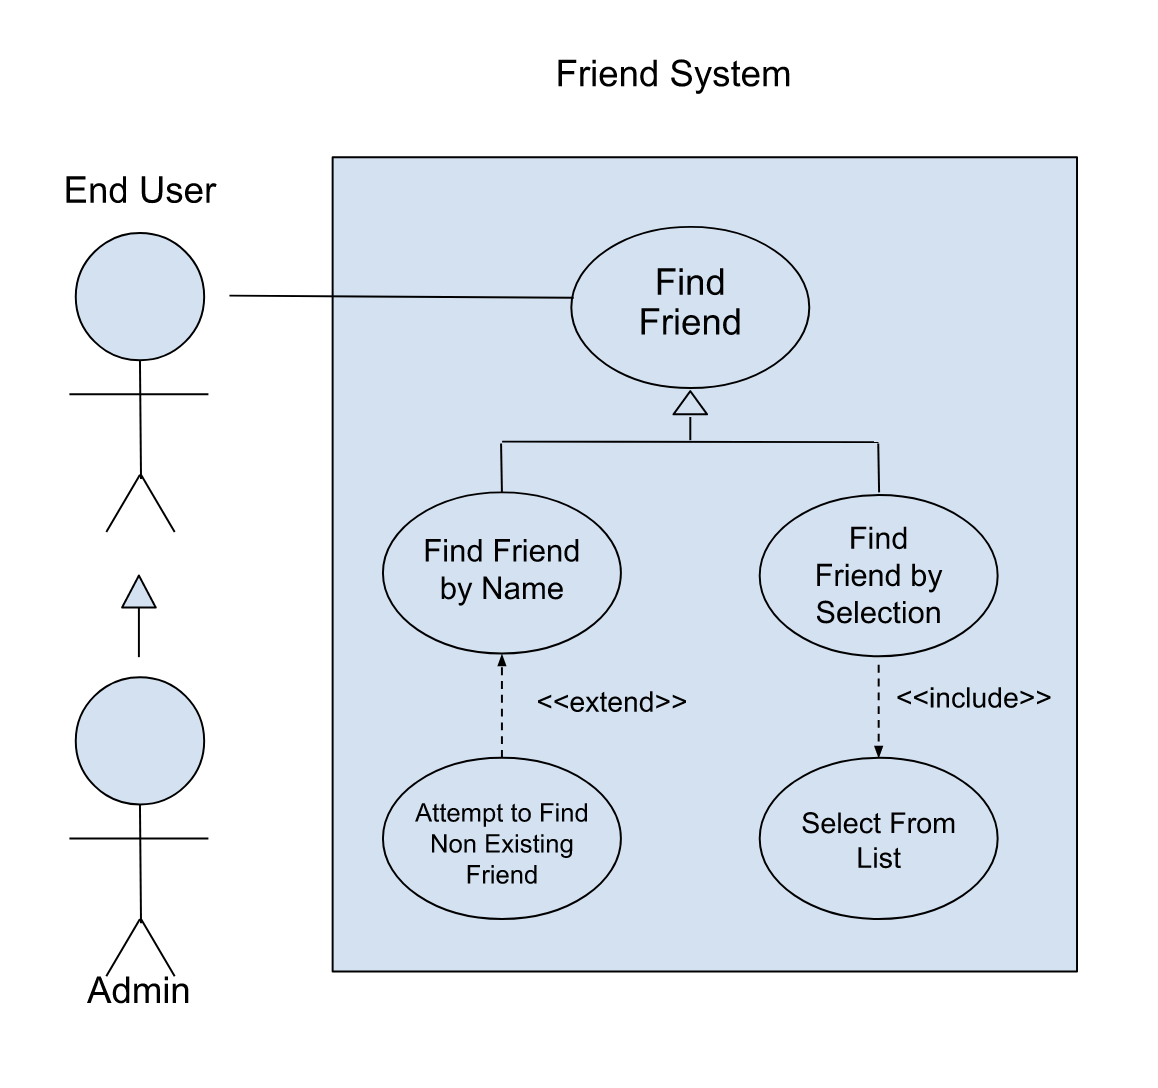 Friend System
End User
Find
Friend
Find Friend
by Name
Find
Friend by
Selection
<<extend>>
<<include>>
Attempt to Find
Non Existing
Friend
Select From
List
Admin